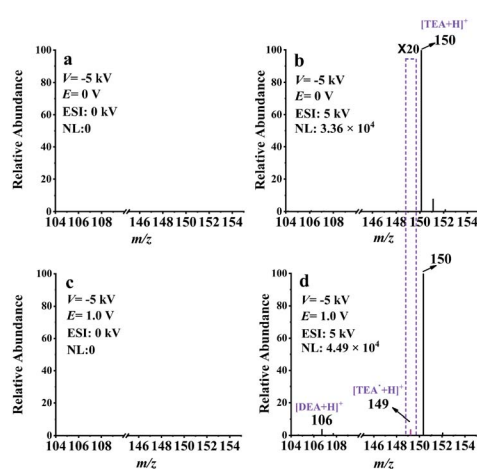 Relative Abundance
100
80
60
40
20
0
a
V= -5 kV
E= 0 V
ESI: 0 kV
NL:0
104 106 108 146 148 150 152 154
m/z
[TEA+H]⁺
Relative Abundance
100
80
60
40
20
0
b
X20
150
V= -5 kV
E= 0 V
ESI: 5 kV
NL: 3.36 × 10⁴
104 106 108 146 148 150 152 154
m/z
Relative Abundance
100
80
60
40
20
0
c
V= -5 kV
E= 1.0 V
ESI: 0 kV
NL:0
104 106 108 146 148 150 152 154
m/z
Relative Abundance
100
80
60
40
20
0
d
150
V= -5 kV
E= 1.0 V
ESI: 5 kV
NL: 4.49 × 10⁴
[TEA˙+H]⁺
149
[DEA+H]⁺
106
104 106 108 146 148 150 152 154
m/z